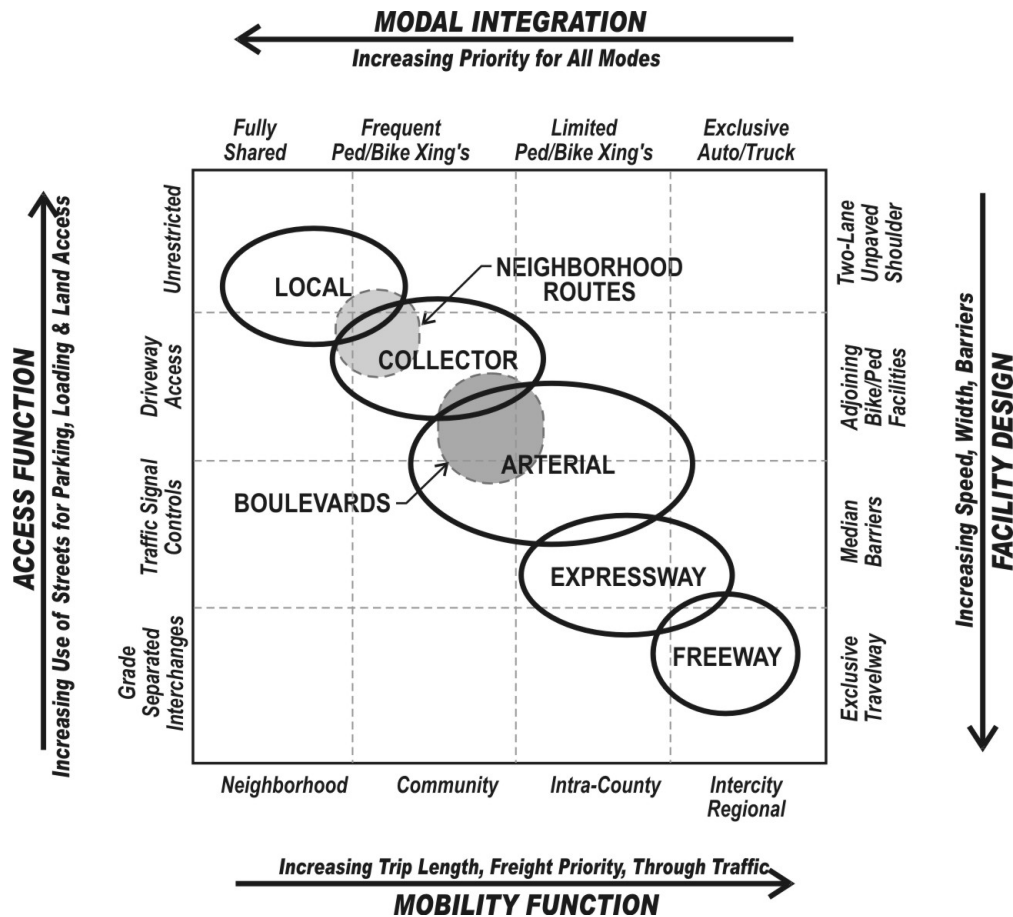 MODAL INTEGRATION
Increasing Priority for All Modes
Fully
Shared
Frequent
Ped/Bike Xing's
Limited
Ped/Bike Xing's
Exclusive
Auto/Truck
ACCESS FUNCTION
Increasing Use of Streets for Parking, Loading & Land Access
Unrestricted
Driveway
Access
Traffic Signal
Controls
Grade
Separated
Interchanges
LOCAL
NEIGHBORHOOD
ROUTES
COLLECTOR
ARTERIAL
BOULEVARDS
EXPRESSWAY
FREEWAY
Two-Lane
Unpaved
Shoulder
Adjoining
Bike/Ped
Facilities
Median
Barriers
Exclusive
Travelway
Increasing Speed, Width, Barriers
FACILITY DESIGN
Neighborhood
Community
Intra-County
Intercity
Regional
Increasing Trip Length, Freight Priority, Through Traffic
MOBILITY FUNCTION